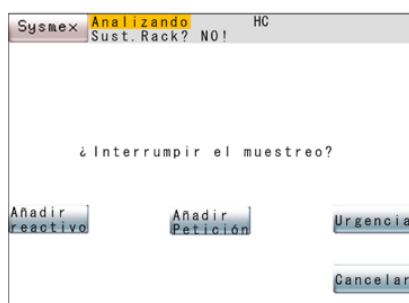 Sysmex
Analizando HC
Sust.Rack? NO!
¿Interrumpir el muestreo?
Añadir
reactivo
Añadir
Petición
Urgencia
Cancelar